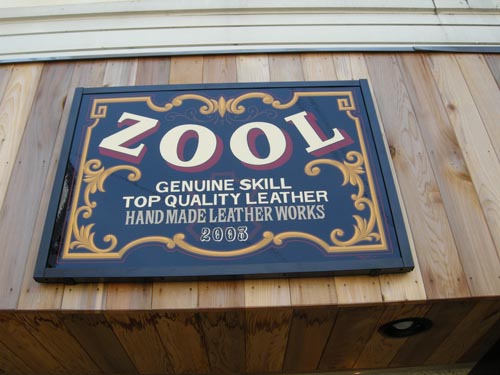 ZOOL
GENUINE SKILL
TOP QUALITY LEATHER
HAND MADE LEATHER WORKS
2003